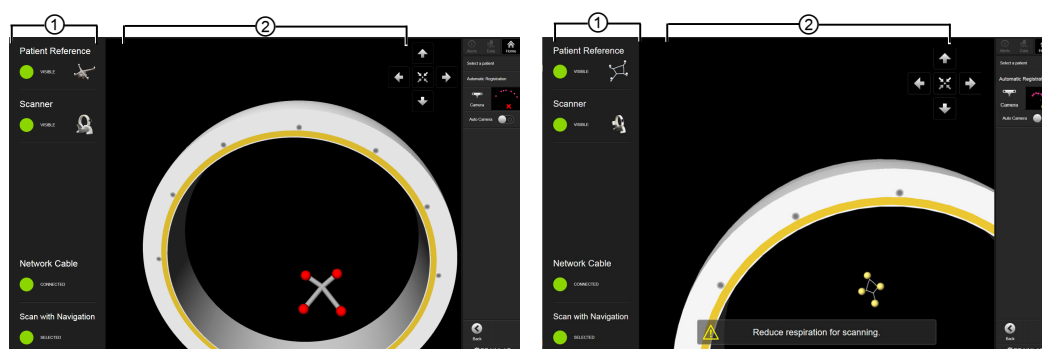 1
2
Patient Reference
VISIBLE
Scanner
VISIBLE
Network Cable
CONNECTED
Scan with Navigation
SELECTED
Home
Select a patient
Automatic Registration
Camera
Auto Camera
Back
1
2
Patient Reference
VISIBLE
Scanner
VISIBLE
Network Cable
CONNECTED
Scan with Navigation
SELECTED
Reduce respiration for scanning.
Select a patient
Automatic Registrat
Camera
Auto Camera
Back